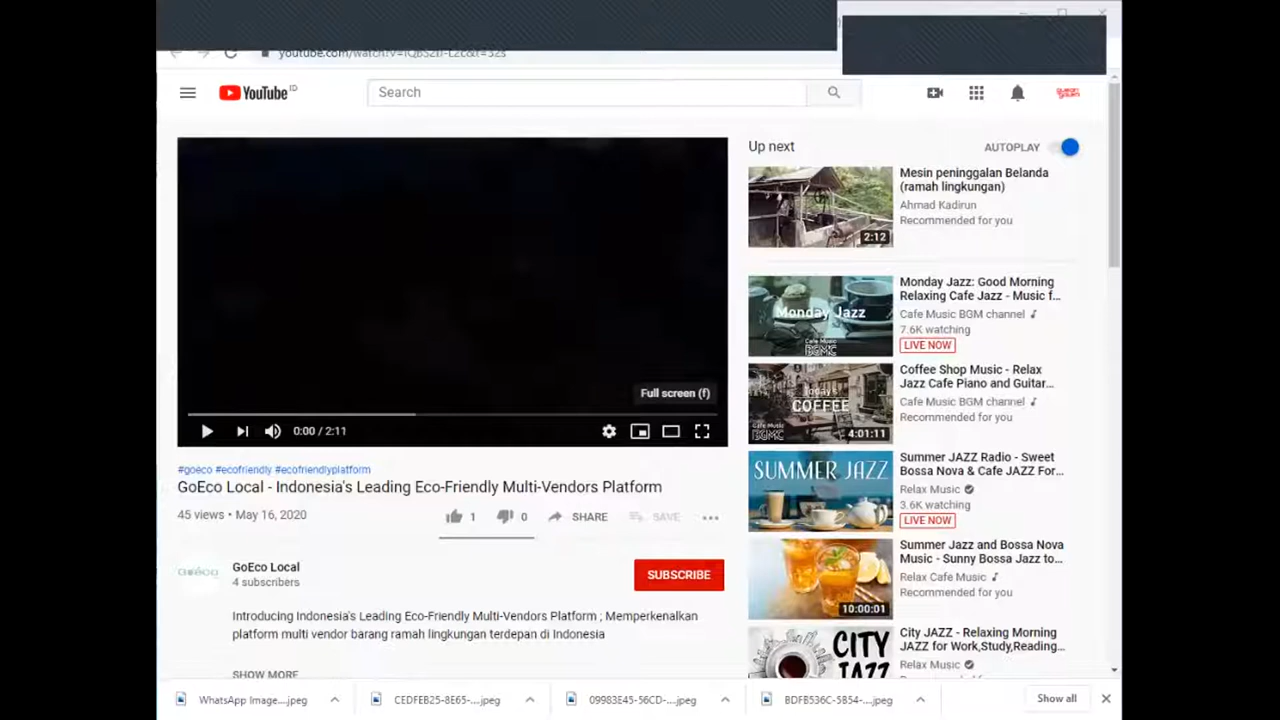 YouTube ID
Search
Up next
AUTOPLAY
Mesin peninggalan Belanda
(ramah lingkungan)
Ahmad Kadirun
Recommended for you
2:12
Monday Jazz
Cafe Music
BGMC
Monday Jazz: Good Morning
Relaxing Cafe Jazz - Music f...
Cafe Music BGM channel
7.6K watching
LIVE NOW
Today's
COFFEE
Cafe Music
BGMC
4:01:11
Coffee Shop Music - Relax
Jazz Cafe Piano and Guitar...
Cafe Music BGM channel
Recommended for you
SUMMER JAZZ
Summer JAZZ Radio - Sweet
Bossa Nova & Cafe JAZZ For...
Relax Music
3.6K watching
LIVE NOW
10:00:01
Summer Jazz and Bossa Nova
Music - Sunny Bossa Jazz to...
Relax Cafe Music
Recommended for you
CITY
JAZZ
City JAZZ - Relaxing Morning
JAZZ for Work,Study,Reading...
Relax Music
Full screen (f)
0:00 / 2:11
#goeco #ecofriendly #ecofriendlyplatform
GoEco Local - Indonesia's Leading Eco-Friendly Multi-Vendors Platform
45 views • May 16, 2020
1
0
SHARE
SAVE
GoEco Local
4 subscribers
SUBSCRIBE
Introducing Indonesia's Leading Eco-Friendly Multi-Vendors Platform ; Memperkenalkan
platform multi vendor barang ramah lingkungan terdepan di Indonesia
SHOW MORE
WhatsApp Image....jpeg
CEDFEB25-8E65-....jpeg
09983E45-56CD-....jpeg
BDFB536C-5B54-....jpeg
Show all